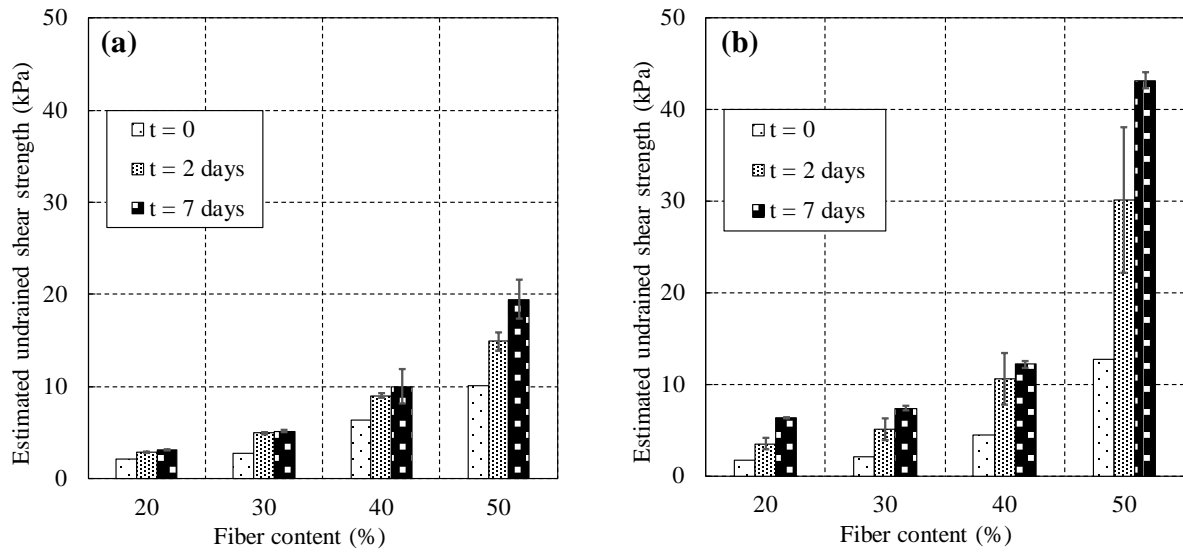 (a)
Estimated undrained shear strength (kPa)
50
40
30
20
10
0
t = 0
t = 2 days
t = 7 days
20 30 40 50
Fiber content (%)
(b)
Estimated undrained shear strength (kPa)
50
40
30
20
10
0
t = 0
t = 2 days
t = 7 days
20 30 40 50
Fiber content (%)